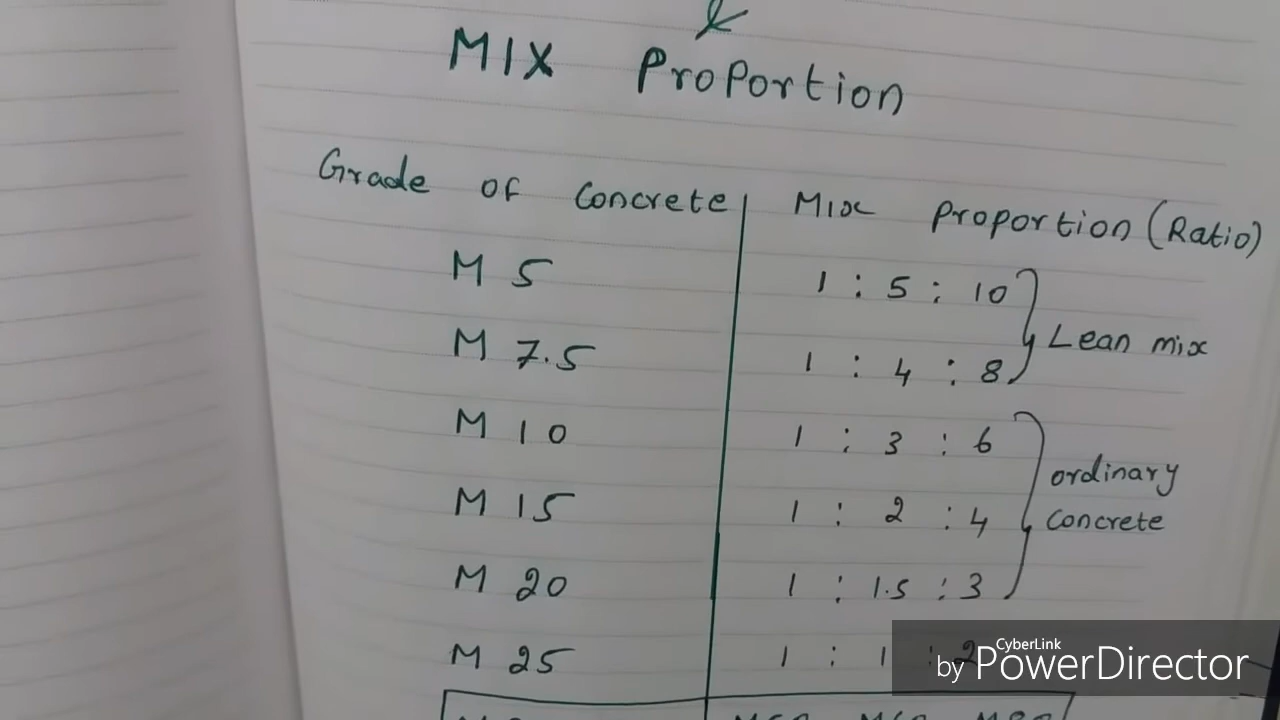 &
MIX Proportion
Grade of Concrete Mix Proportion (Ratio)
M 5 1 : 5 : 10
Lean mix
M 7.5 1 : 4 : 8
M 10 1 : 3 : 6
ordinary
M 15 1 : 2 : 4
Concrete
M 20 1 : 1.5 : 3
M 25 1 : 1 : 2
CyberLink
by PowerDirector